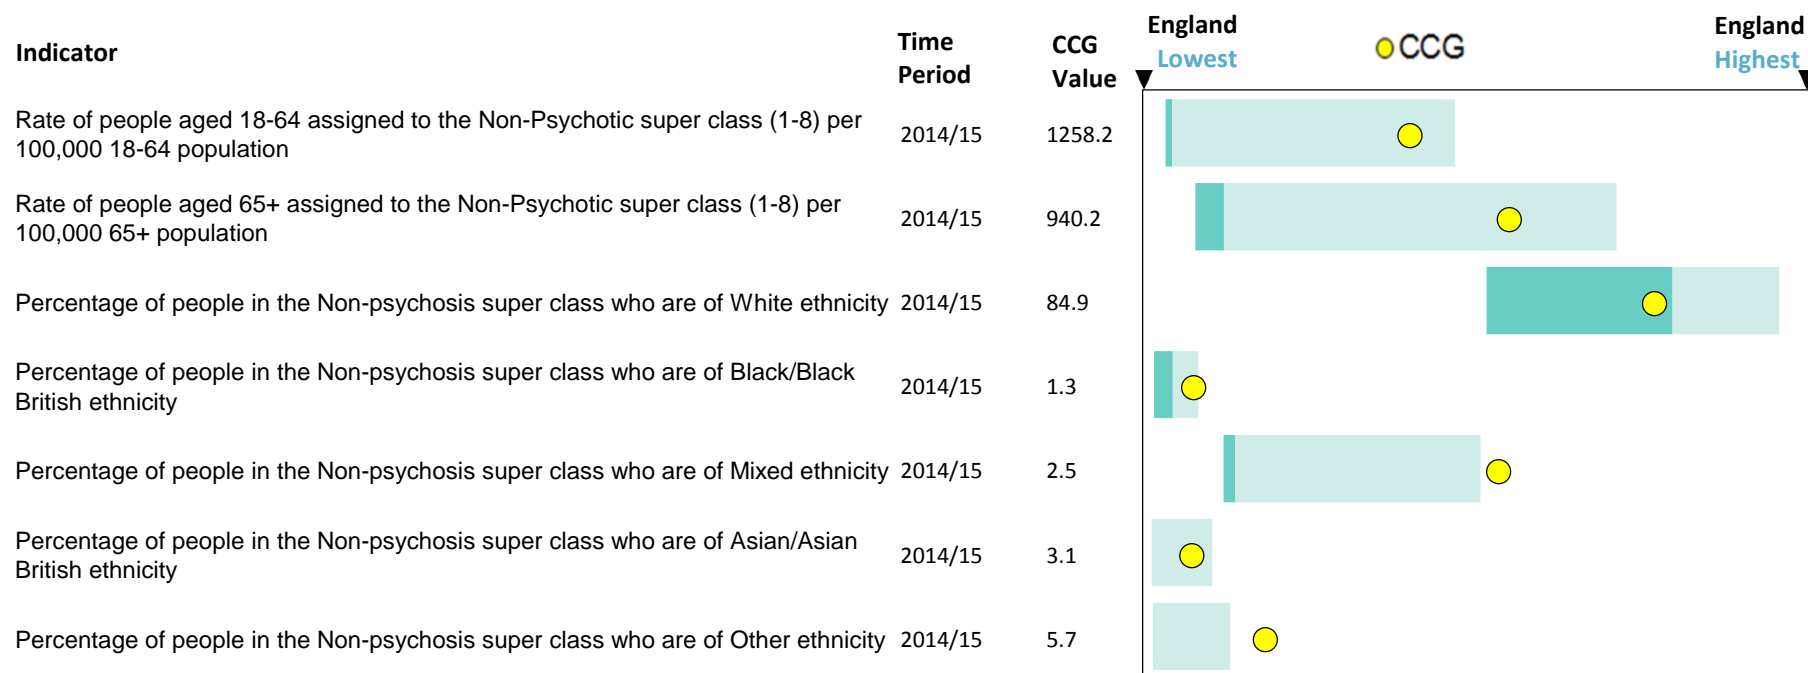 Indicator
Time
Period
CCG
Value
England
Lowest
CCG
England
Highest
Rate of people aged 18-64 assigned to the Non-Psychotic super class (1-8) per
100,000 18-64 population
2014/15
1258.2
Rate of people aged 65+ assigned to the Non-Psychotic super class (1-8) per
100,000 65+ population
2014/15
940.2
Percentage of people in the Non-psychosis super class who are of White ethnicity
2014/15
84.9
Percentage of people in the Non-psychosis super class who are of Black/Black
British ethnicity
2014/15
1.3
Percentage of people in the Non-psychosis super class who are of Mixed ethnicity
2014/15
2.5
Percentage of people in the Non-psychosis super class who are of Asian/Asian
British ethnicity
2014/15
3.1
Percentage of people in the Non-psychosis super class who are of Other ethnicity
2014/15
5.7